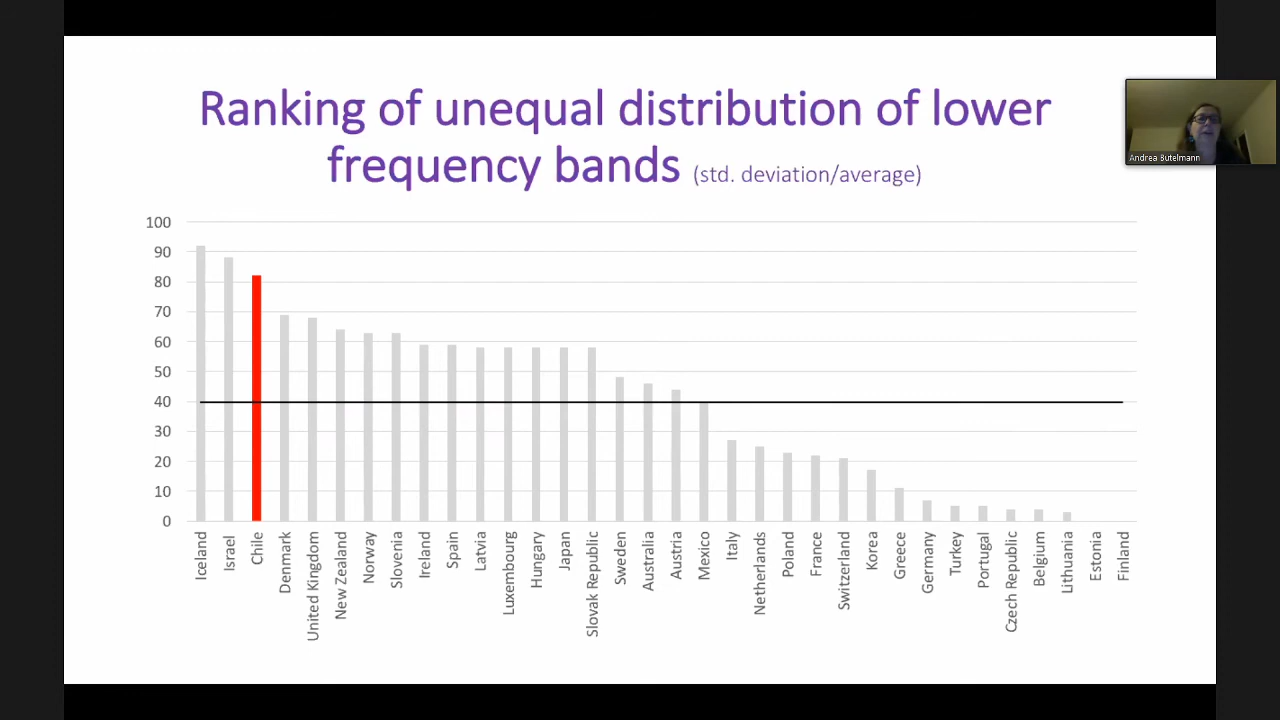 Ranking of unequal distribution of lower
frequency bands (std. deviation/average)
Andrea Butelmann
100
90
80
70
60
50
40
30
20
10
0
Iceland
Israel
Chile
Denmark
United Kingdom
New Zealand
Norway
Slovenia
Ireland
Spain
Latvia
Luxembourg
Hungary
Japan
Slovak Republic
Sweden
Australia
Austria
Mexico
Italy
Netherlands
Poland
France
Switzerland
Korea
Greece
Germany
Turkey
Portugal
Czech Republic
Belgium
Lithuania
Estonia
Finland